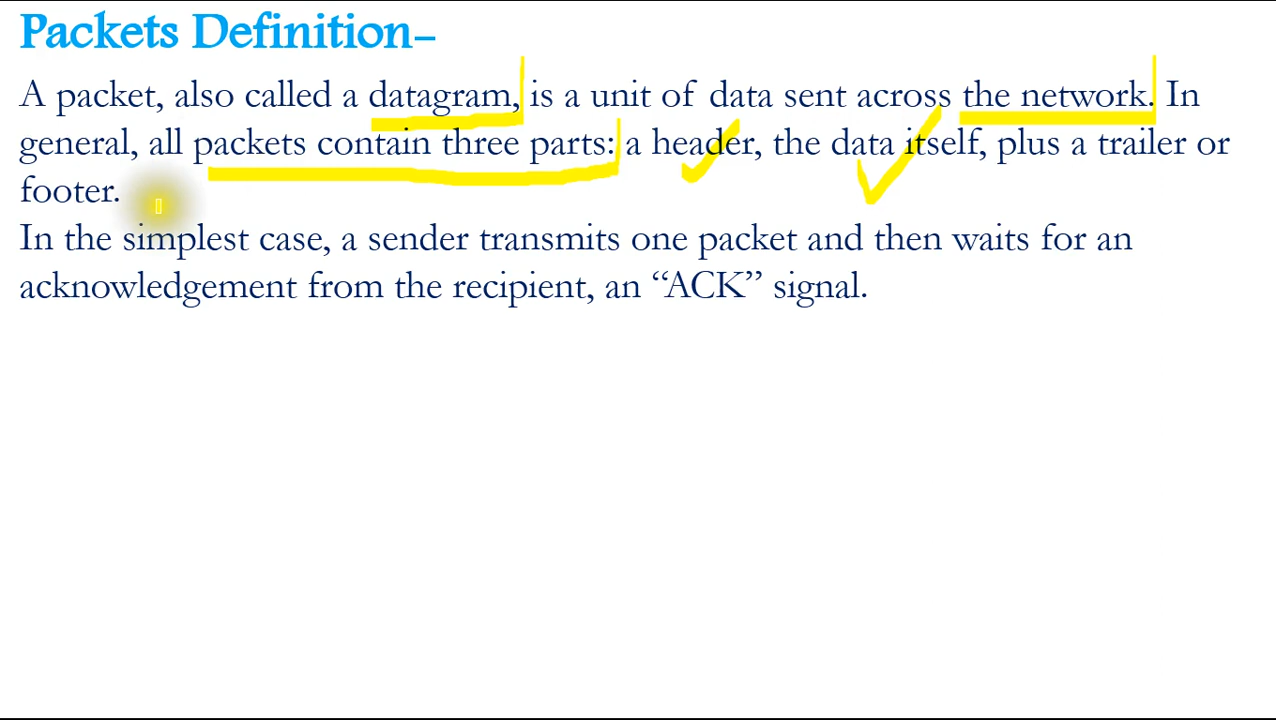 Packets Definition–
A packet, also called a datagram, is a unit of data sent across the network. In
general, all packets contain three parts: a header, the data itself, plus a trailer or
footer.
In the simplest case, a sender transmits one packet and then waits for an
acknowledgement from the recipient, an “ACK” signal.